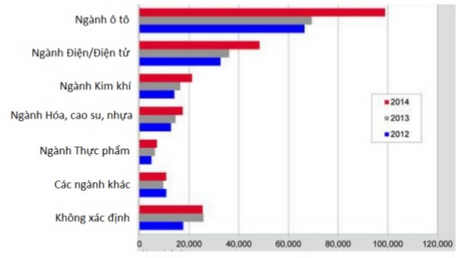 Ngành ô tô
Ngành Điện/Điện tử
Ngành Kim khí
Ngành Hóa, cao su, nhựa
Ngành Thực phẩm
Các ngành khác
Không xác định
2014
2013
2012
0 20,000 40,000 60,000 80,000 100,000 120,000